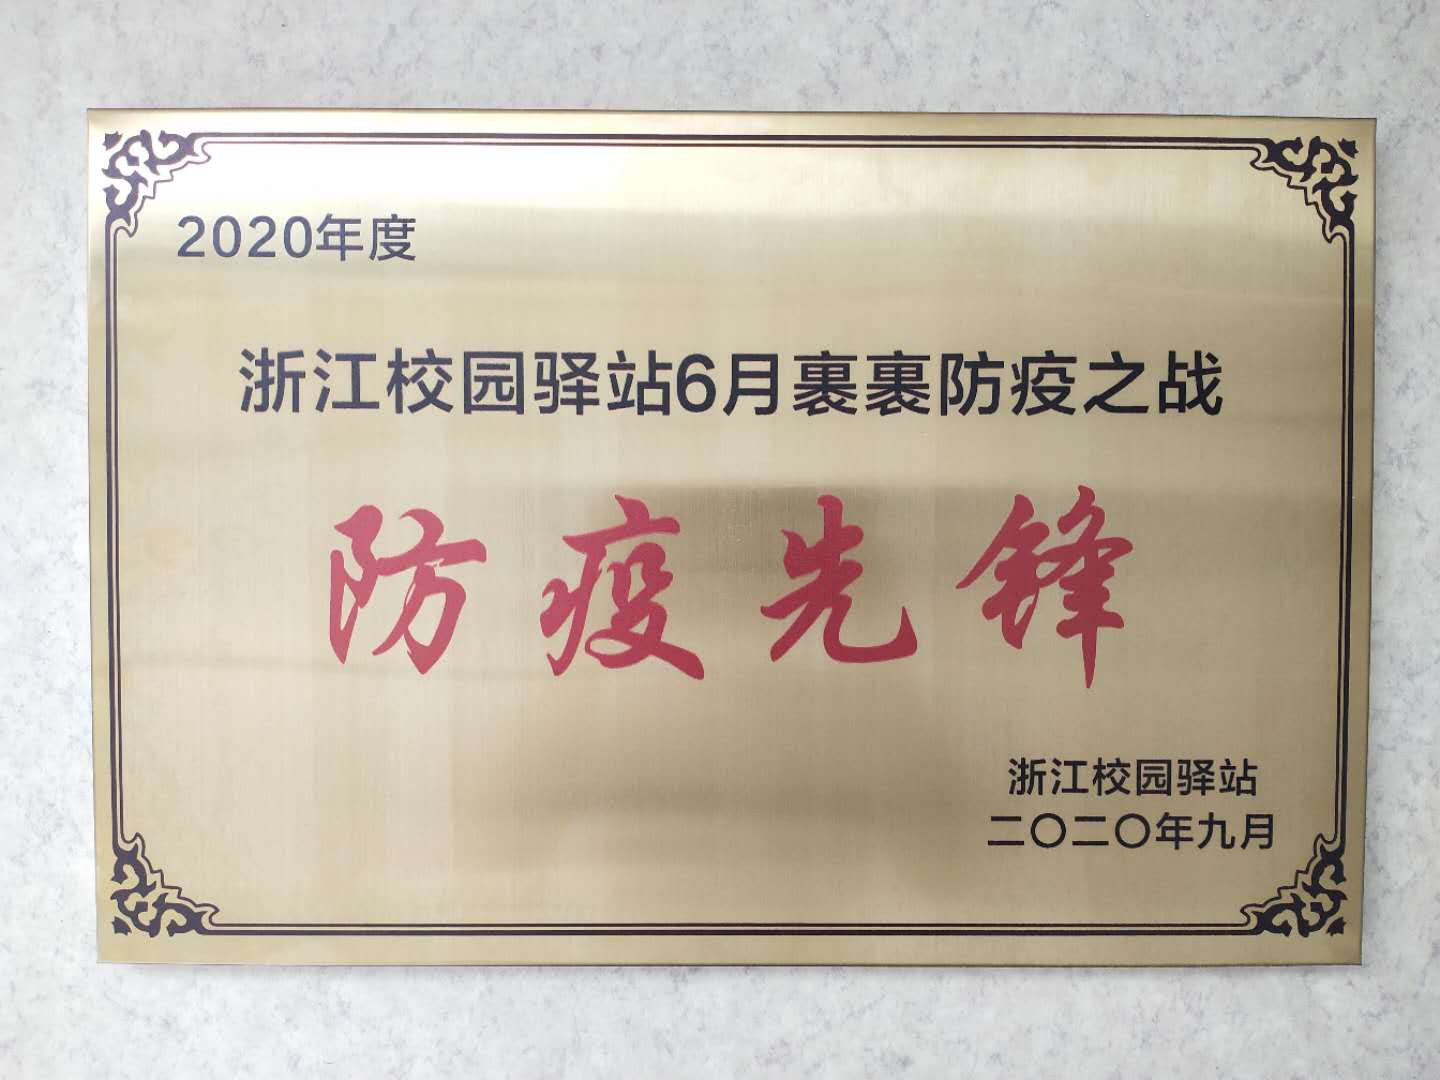 2020年度
浙江校园驿站6月裹裹防疫之战
防疫先锋
浙江校园驿站
二〇二〇年九月